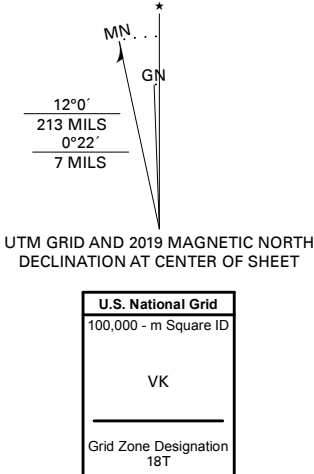 ★
MN
GN
12°0´
213 MILS
0°22´
7 MILS
UTM GRID AND 2019 MAGNETIC NORTH
DECLINATION AT CENTER OF SHEET
U.S. National Grid
100,000 - m Square ID
VK
Grid Zone Designation
18T